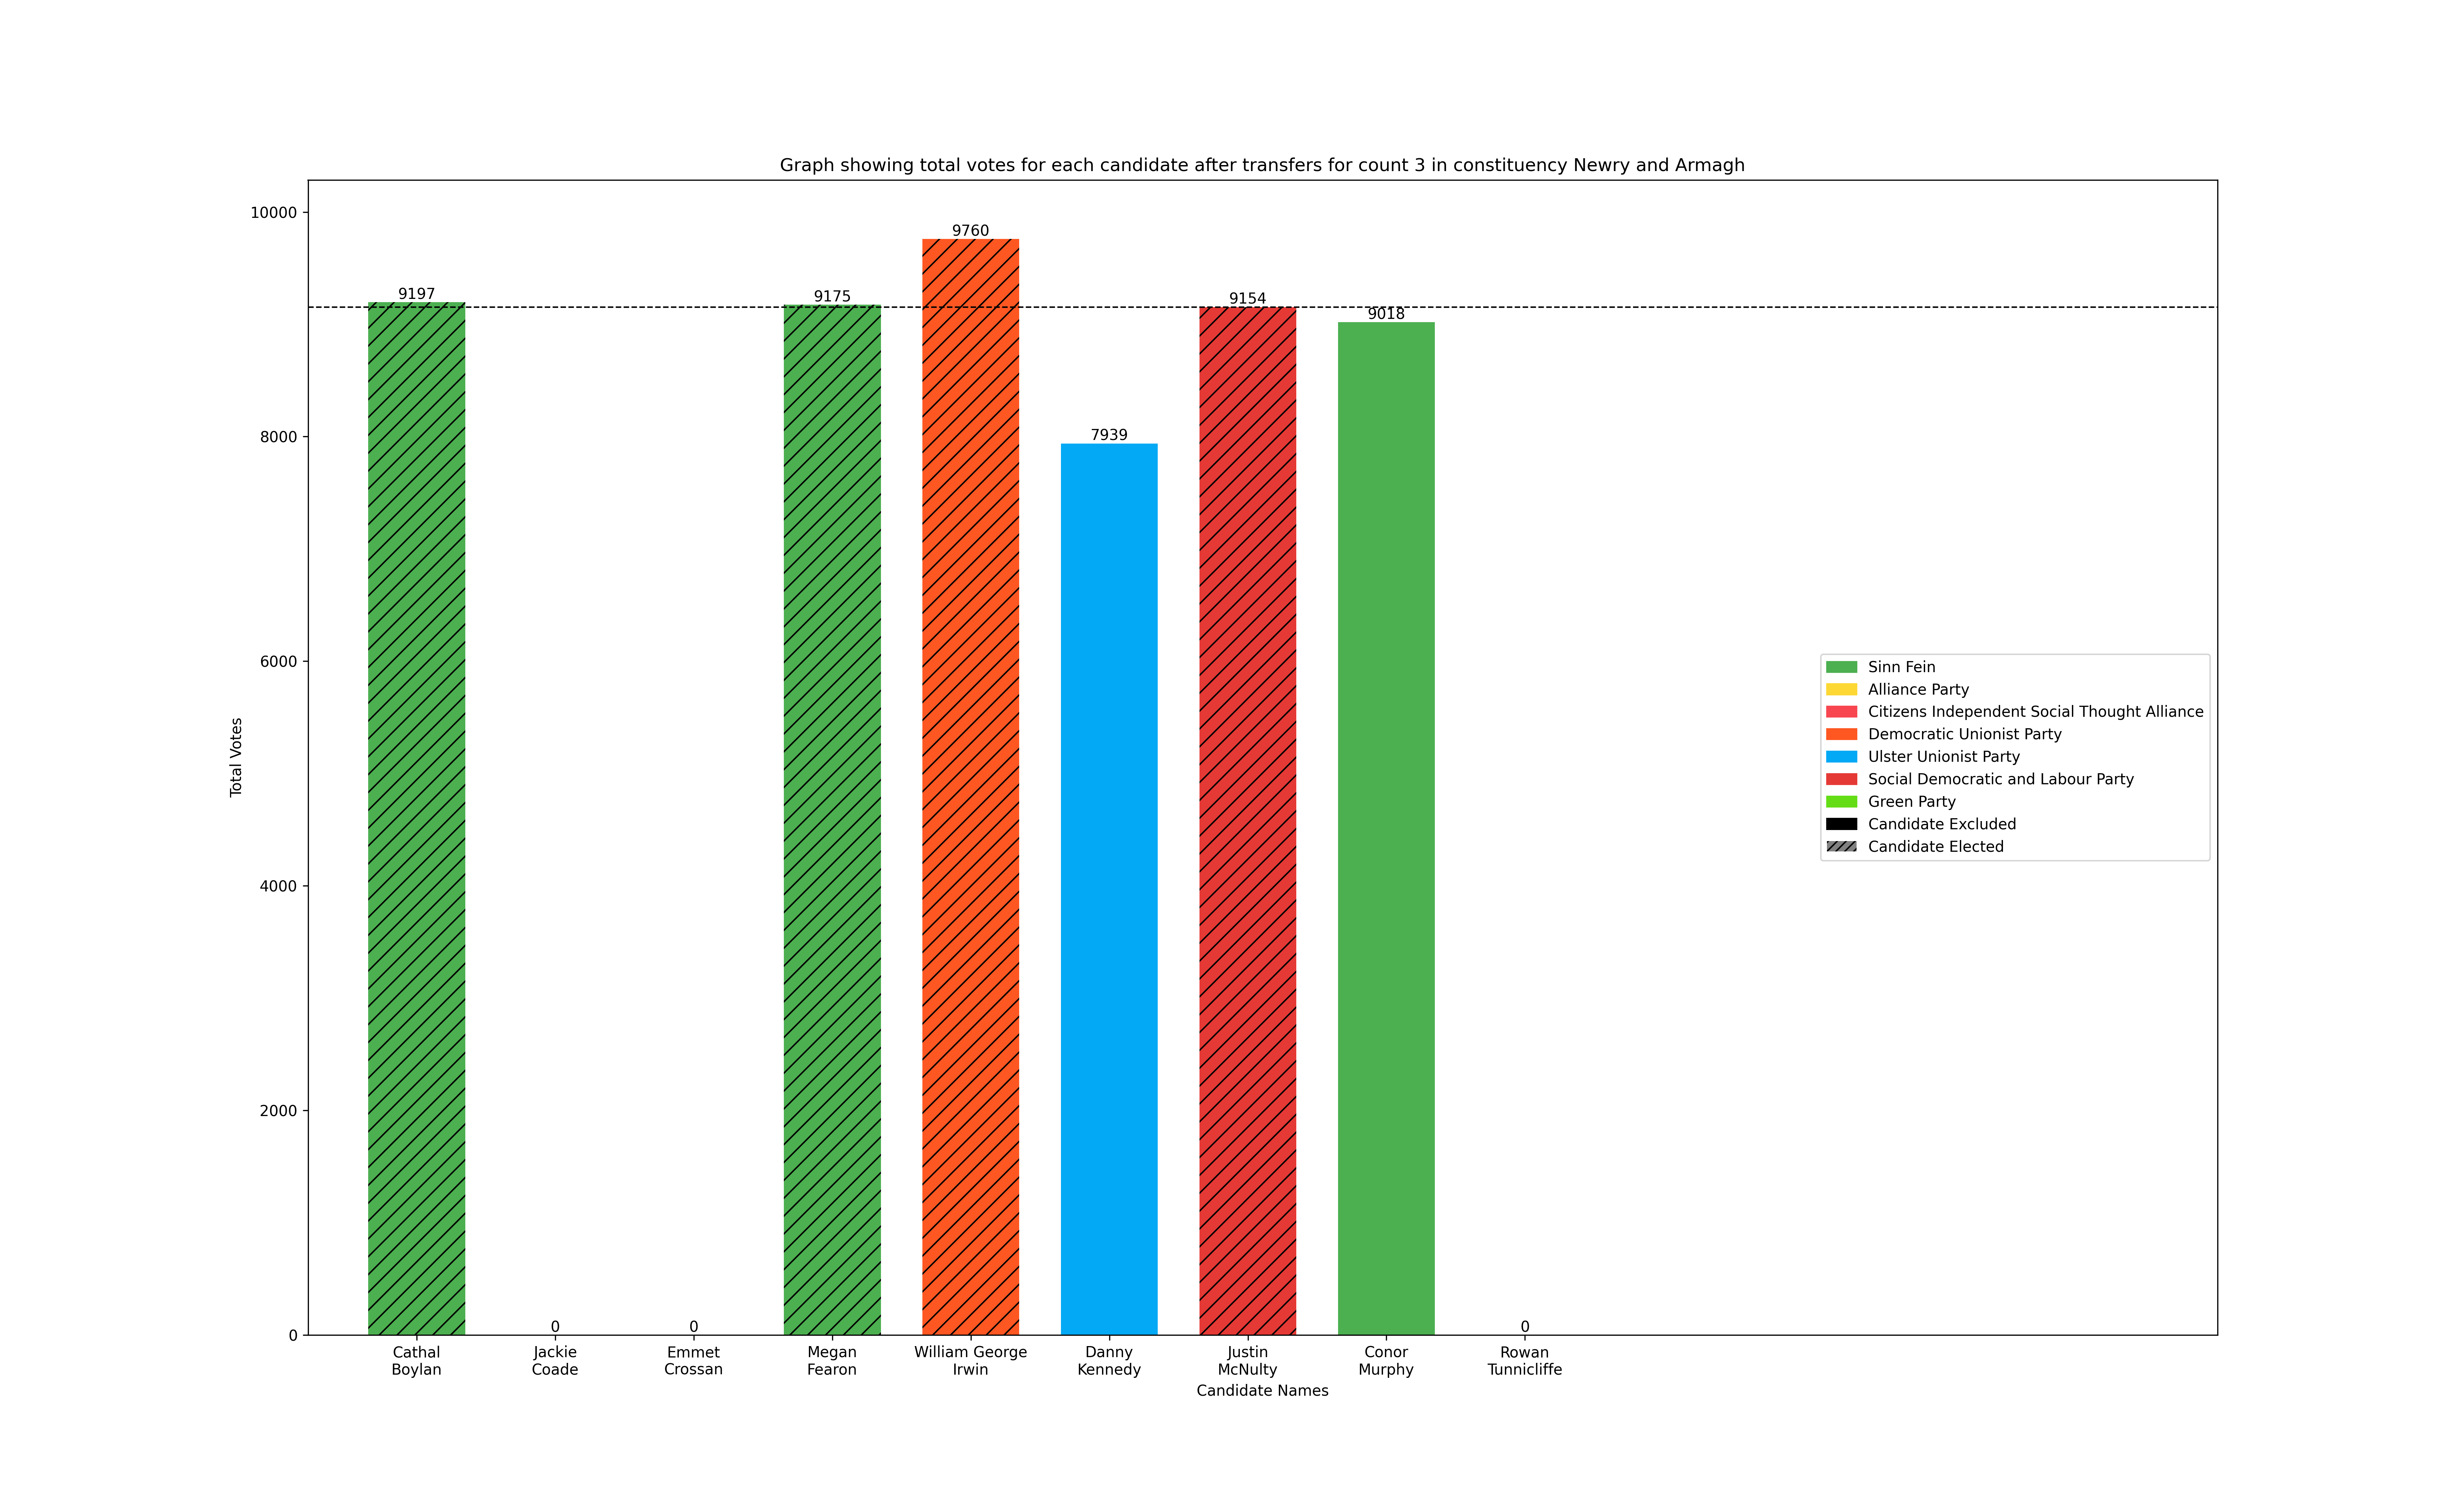 Graph showing total votes for each candidate after transfers for count 3 in constituency Newry and Armagh
10000
8000
6000
4000
2000
0
Total Votes
9197
0
0
9175
9760
7939
9154
9018
0
Cathal
Boylan
Jackie
Coade
Emmet
Crossan
Megan
Fearon
William George
Irwin
Danny
Kennedy
Justin
McNulty
Conor
Murphy
Rowan
Tunnicliffe
Candidate Names
Sinn Fein
Alliance Party
Citizens Independent Social Thought Alliance
Democratic Unionist Party
Ulster Unionist Party
Social Democratic and Labour Party
Green Party
Candidate Excluded
Candidate Elected